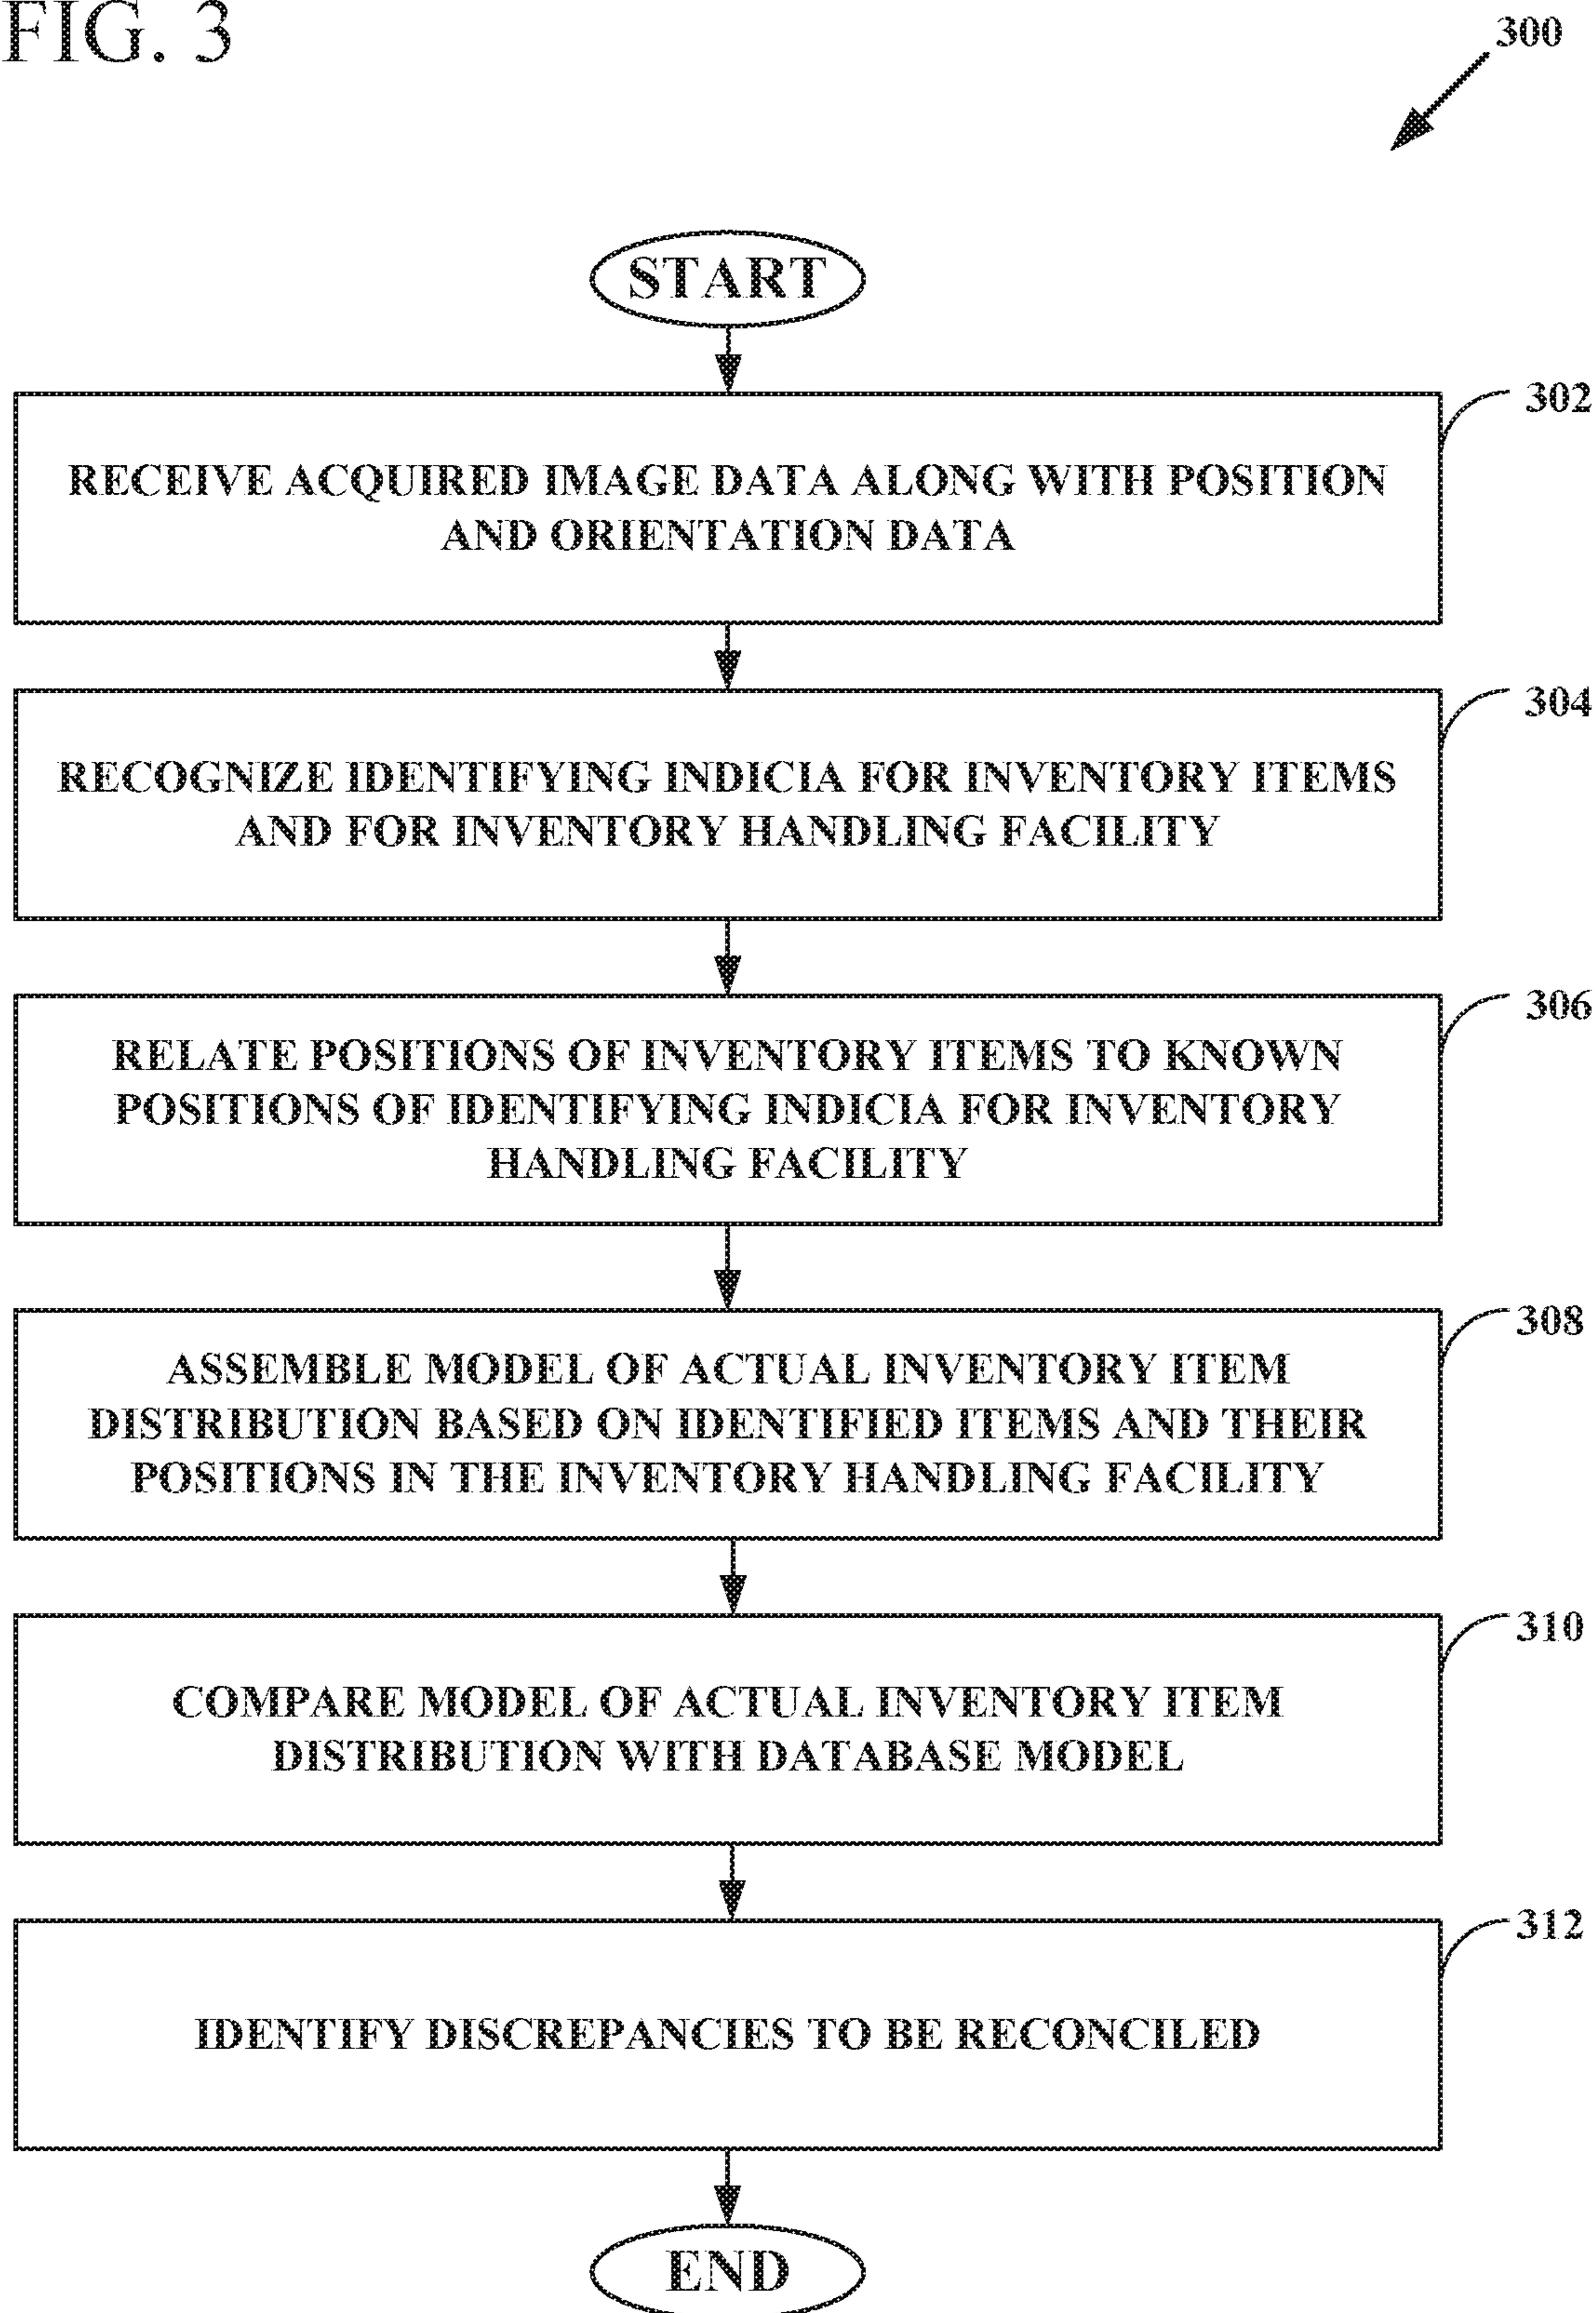 FIG. 3
300
START
302
RECEIVE ACQUIRED IMAGE DATA ALONG WITH POSITION
AND ORIENTATION DATA
304
RECOGNIZE IDENTIFYING INDICIA FOR INVENTORY ITEMS
AND FOR INVENTORY HANDLING FACILITY
306
RELATE POSITIONS OF INVENTORY ITEMS TO KNOWN
POSITIONS OF IDENTIFYING INDICIA FOR INVENTORY
HANDLING FACILITY
308
ASSEMBLE MODEL OF ACTUAL INVENTORY ITEM
DISTRIBUTION BASED ON IDENTIFIED ITEMS AND THEIR
POSITIONS IN THE INVENTORY HANDLING FACILITY
310
COMPARE MODEL OF ACTUAL INVENTORY ITEM
DISTRIBUTION WITH DATABASE MODEL
312
IDENTIFY DISCREPANCIES TO BE RECONCILED
END